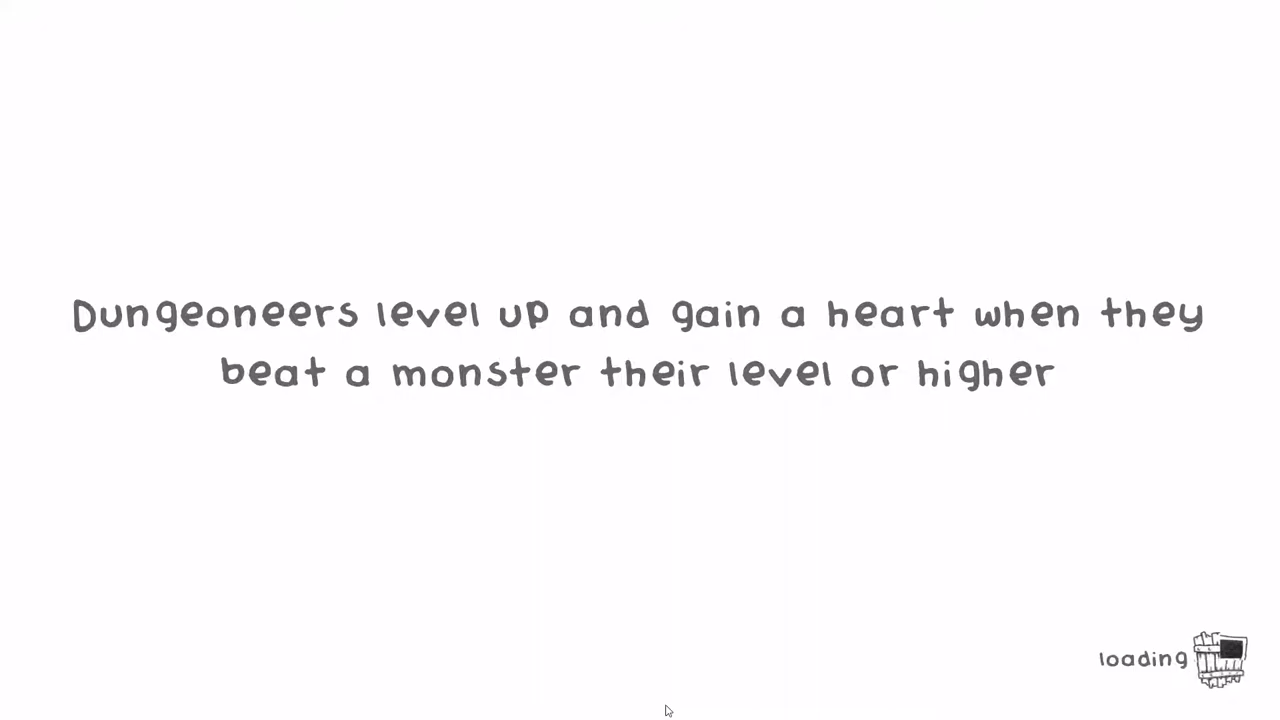 Dungeoneers level up and gain a heart when they
beat a monster their level or higher
loading